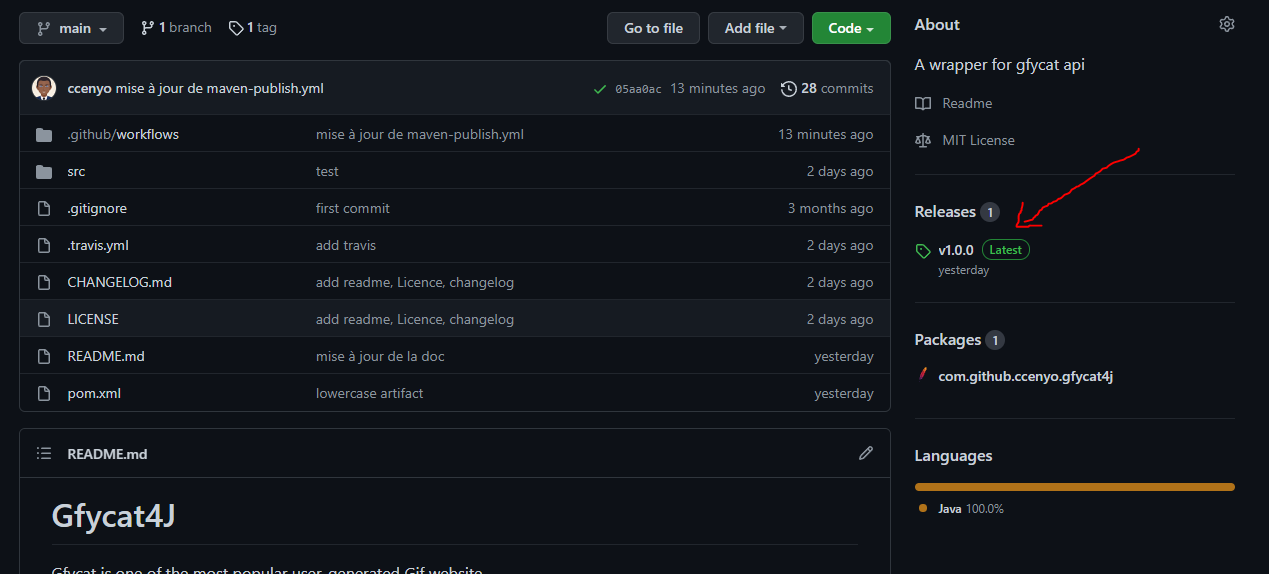 main
1 branch
1 tag
Go to file
Add file
Code
ccenyo mise à jour de maven-publish.yml
05aa0ac 13 minutes ago
28 commits
.github/workflows mise à jour de maven-publish.yml 13 minutes ago
src test 2 days ago
.gitignore first commit 3 months ago
.travis.yml add travis 2 days ago
CHANGELOG.md add readme, Licence, changelog 2 days ago
LICENSE add readme, Licence, changelog 2 days ago
README.md mise à jour de la doc yesterday
pom.xml lowercase artifact yesterday
README.md
Gfycat4J
Gfycat is one of the most popular user-generated Gif website
About
A wrapper for gfycat api
Readme
MIT License
Releases 1
v1.0.0 Latest
yesterday
Packages 1
com.github.ccenyo.gfycat4j
Languages
Java 100.0%